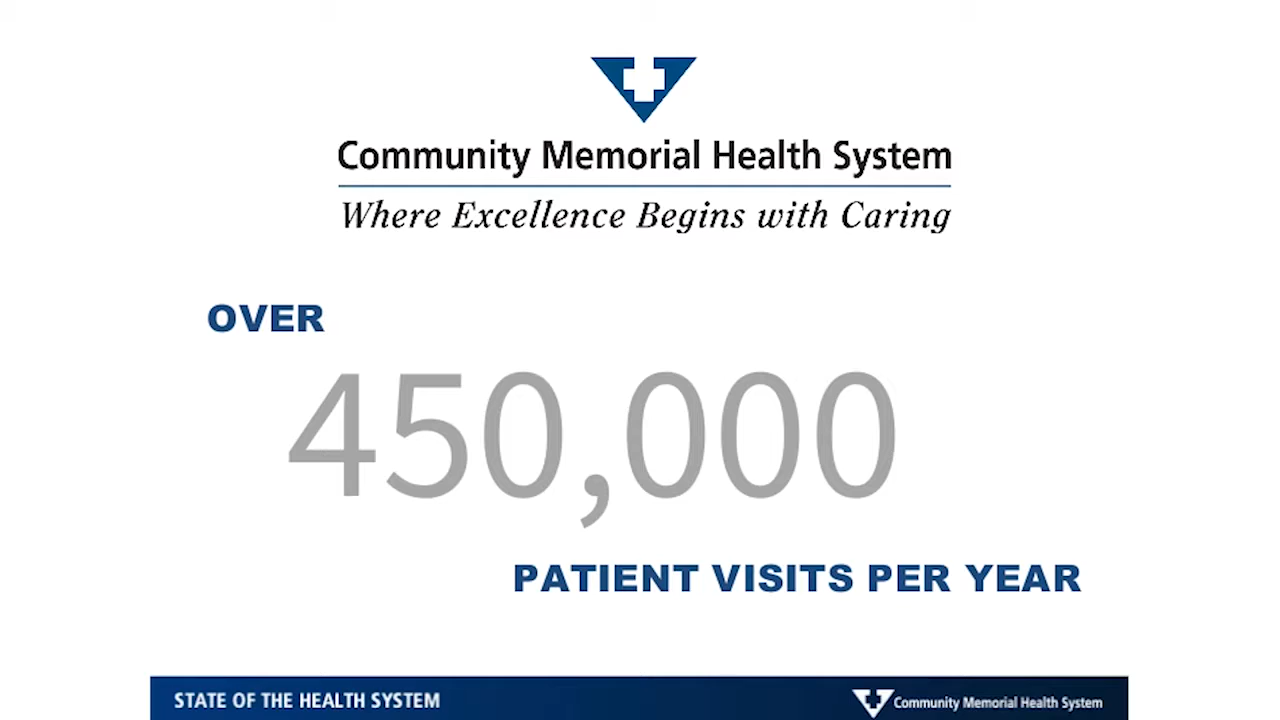 Community Memorial Health System
Where Excellence Begins with Caring
OVER
450,000
PATIENT VISITS PER YEAR
STATE OF THE HEALTH SYSTEM
Community Memorial Health System